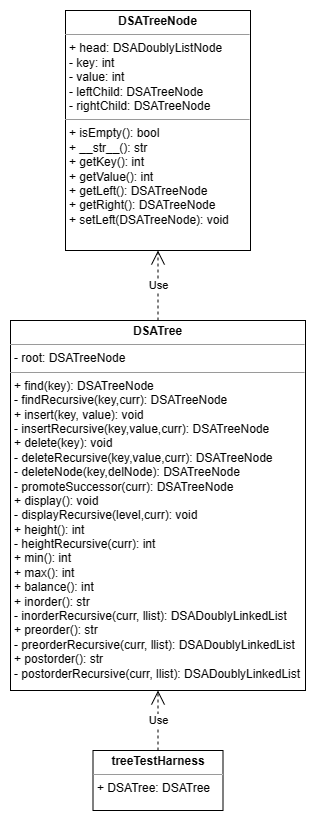 DSATreeNode
+ head: DSADoublyListNode
- key: int
- value: int
- leftChild: DSATreeNode
- rightChild: DSATreeNode
+ isEmpty(): bool
+ __str__(): str
+ getKey(): int
+ getValue(): int
+ getLeft(): DSATreeNode
+ getRight(): DSATreeNode
+ setLeft(DSATreeNode): void
Use
DSATree
- root: DSATreeNode
+ find(key): DSATreeNode
- findRecursive(key,curr): DSATreeNode
+ insert(key, value): void
- insertRecursive(key,value,curr): DSATreeNode
+ delete(key): void
- deleteRecursive(key,value,curr): DSATreeNode
- deleteNode(key,delNode): DSATreeNode
- promoteSuccessor(curr): DSATreeNode
+ display(): void
- displayRecursive(level,curr): void
+ height(): int
- heightRecursive(curr): int
+ min(): int
+ max(): int
+ balance(): int
+ inorder(): str
- inorderRecursive(curr, llist): DSADoublyLinkedList
+ preorder(): str
- preorderRecursive(curr, llist): DSADoublyLinkedList
+ postorder(): str
- postorderRecursive(curr, llist): DSADoublyLinkedList
Use
treeTestHarness
+ DSATree: DSATree